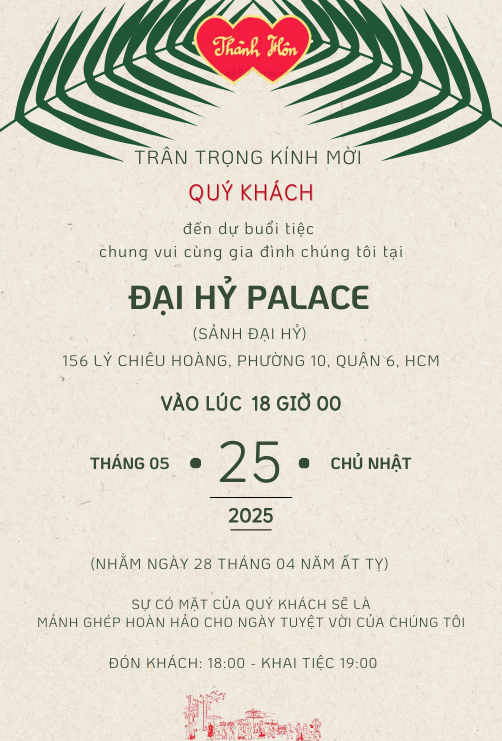 Thành Hôn
TRÂN TRỌNG KÍNH MỜI
QUÝ KHÁCH
đến dự buổi tiệc
chung vui cùng gia đình chúng tôi tại
ĐẠI HỶ PALACE
(SẢNH ĐẠI HỶ)
156 LÝ CHIÊU HOÀNG, PHƯỜNG 10, QUẬN 6, HCM
VÀO LÚC 18 GIỜ 00
THÁNG 05 • 25 • CHỦ NHẬT
2025
(NHẰM NGÀY 28 THÁNG 04 NĂM ẤT TỴ)
SỰ CÓ MẶT CỦA QUÝ KHÁCH SẼ LÀ
MẢNH GHÉP HOÀN HẢO CHO NGÀY TUYỆT VỜI CỦA CHÚNG TÔI
ĐÓN KHÁCH: 18:00 - KHAI TIỆC 19:00